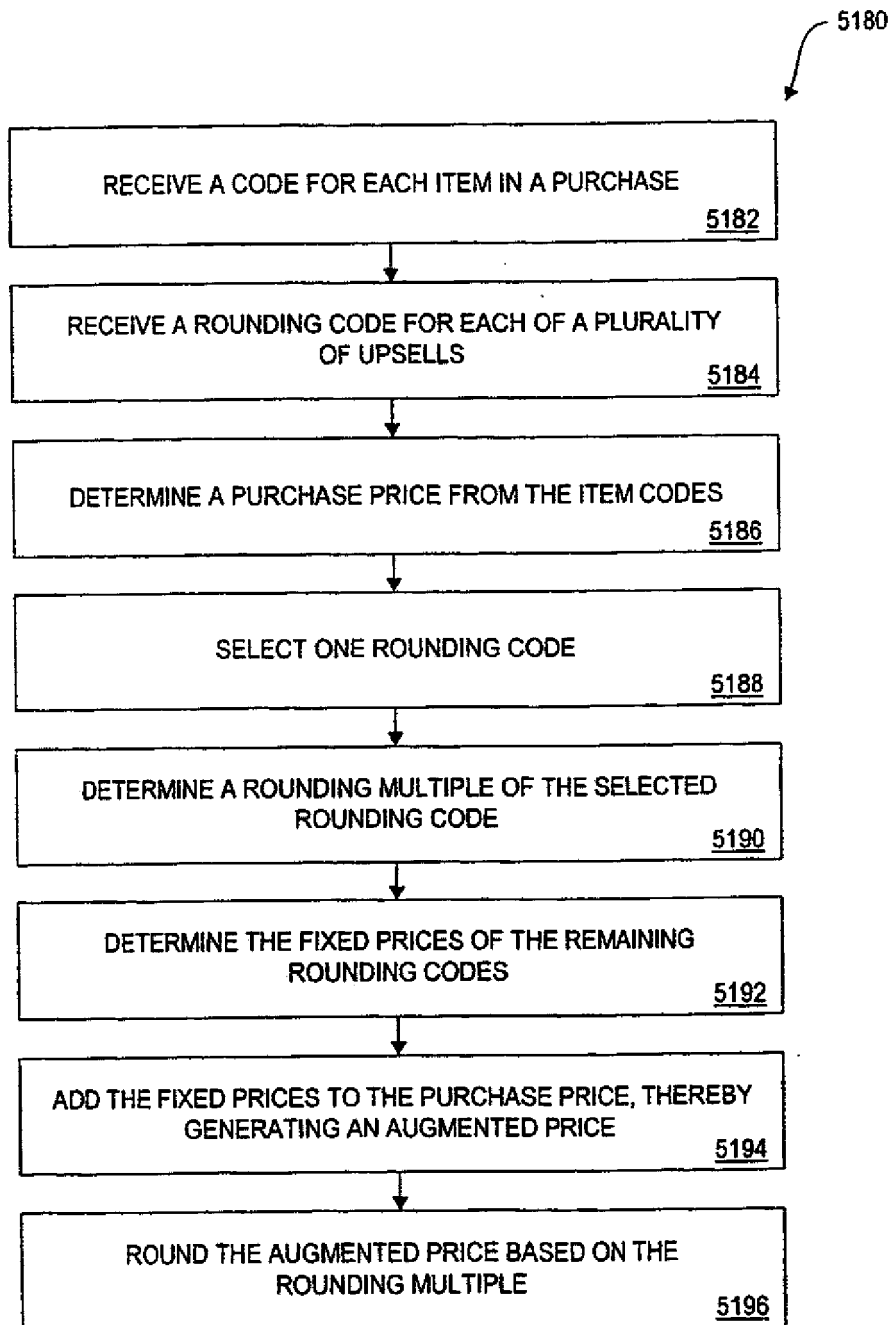 5180
RECEIVE A CODE FOR EACH ITEM IN A PURCHASE
5182
RECEIVE A ROUNDING CODE FOR EACH OF A PLURALITY
OF UPSELLS
5184
DETERMINE A PURCHASE PRICE FROM THE ITEM CODES
5186
SELECT ONE ROUNDING CODE
5188
DETERMINE A ROUNDING MULTIPLE OF THE SELECTED
ROUNDING CODE
5190
DETERMINE THE FIXED PRICES OF THE REMAINING
ROUNDING CODES
5192
ADD THE FIXED PRICES TO THE PURCHASE PRICE, THEREBY
GENERATING AN AUGMENTED PRICE
5194
ROUND THE AUGMENTED PRICE BASED ON THE
ROUNDING MULTIPLE
5196